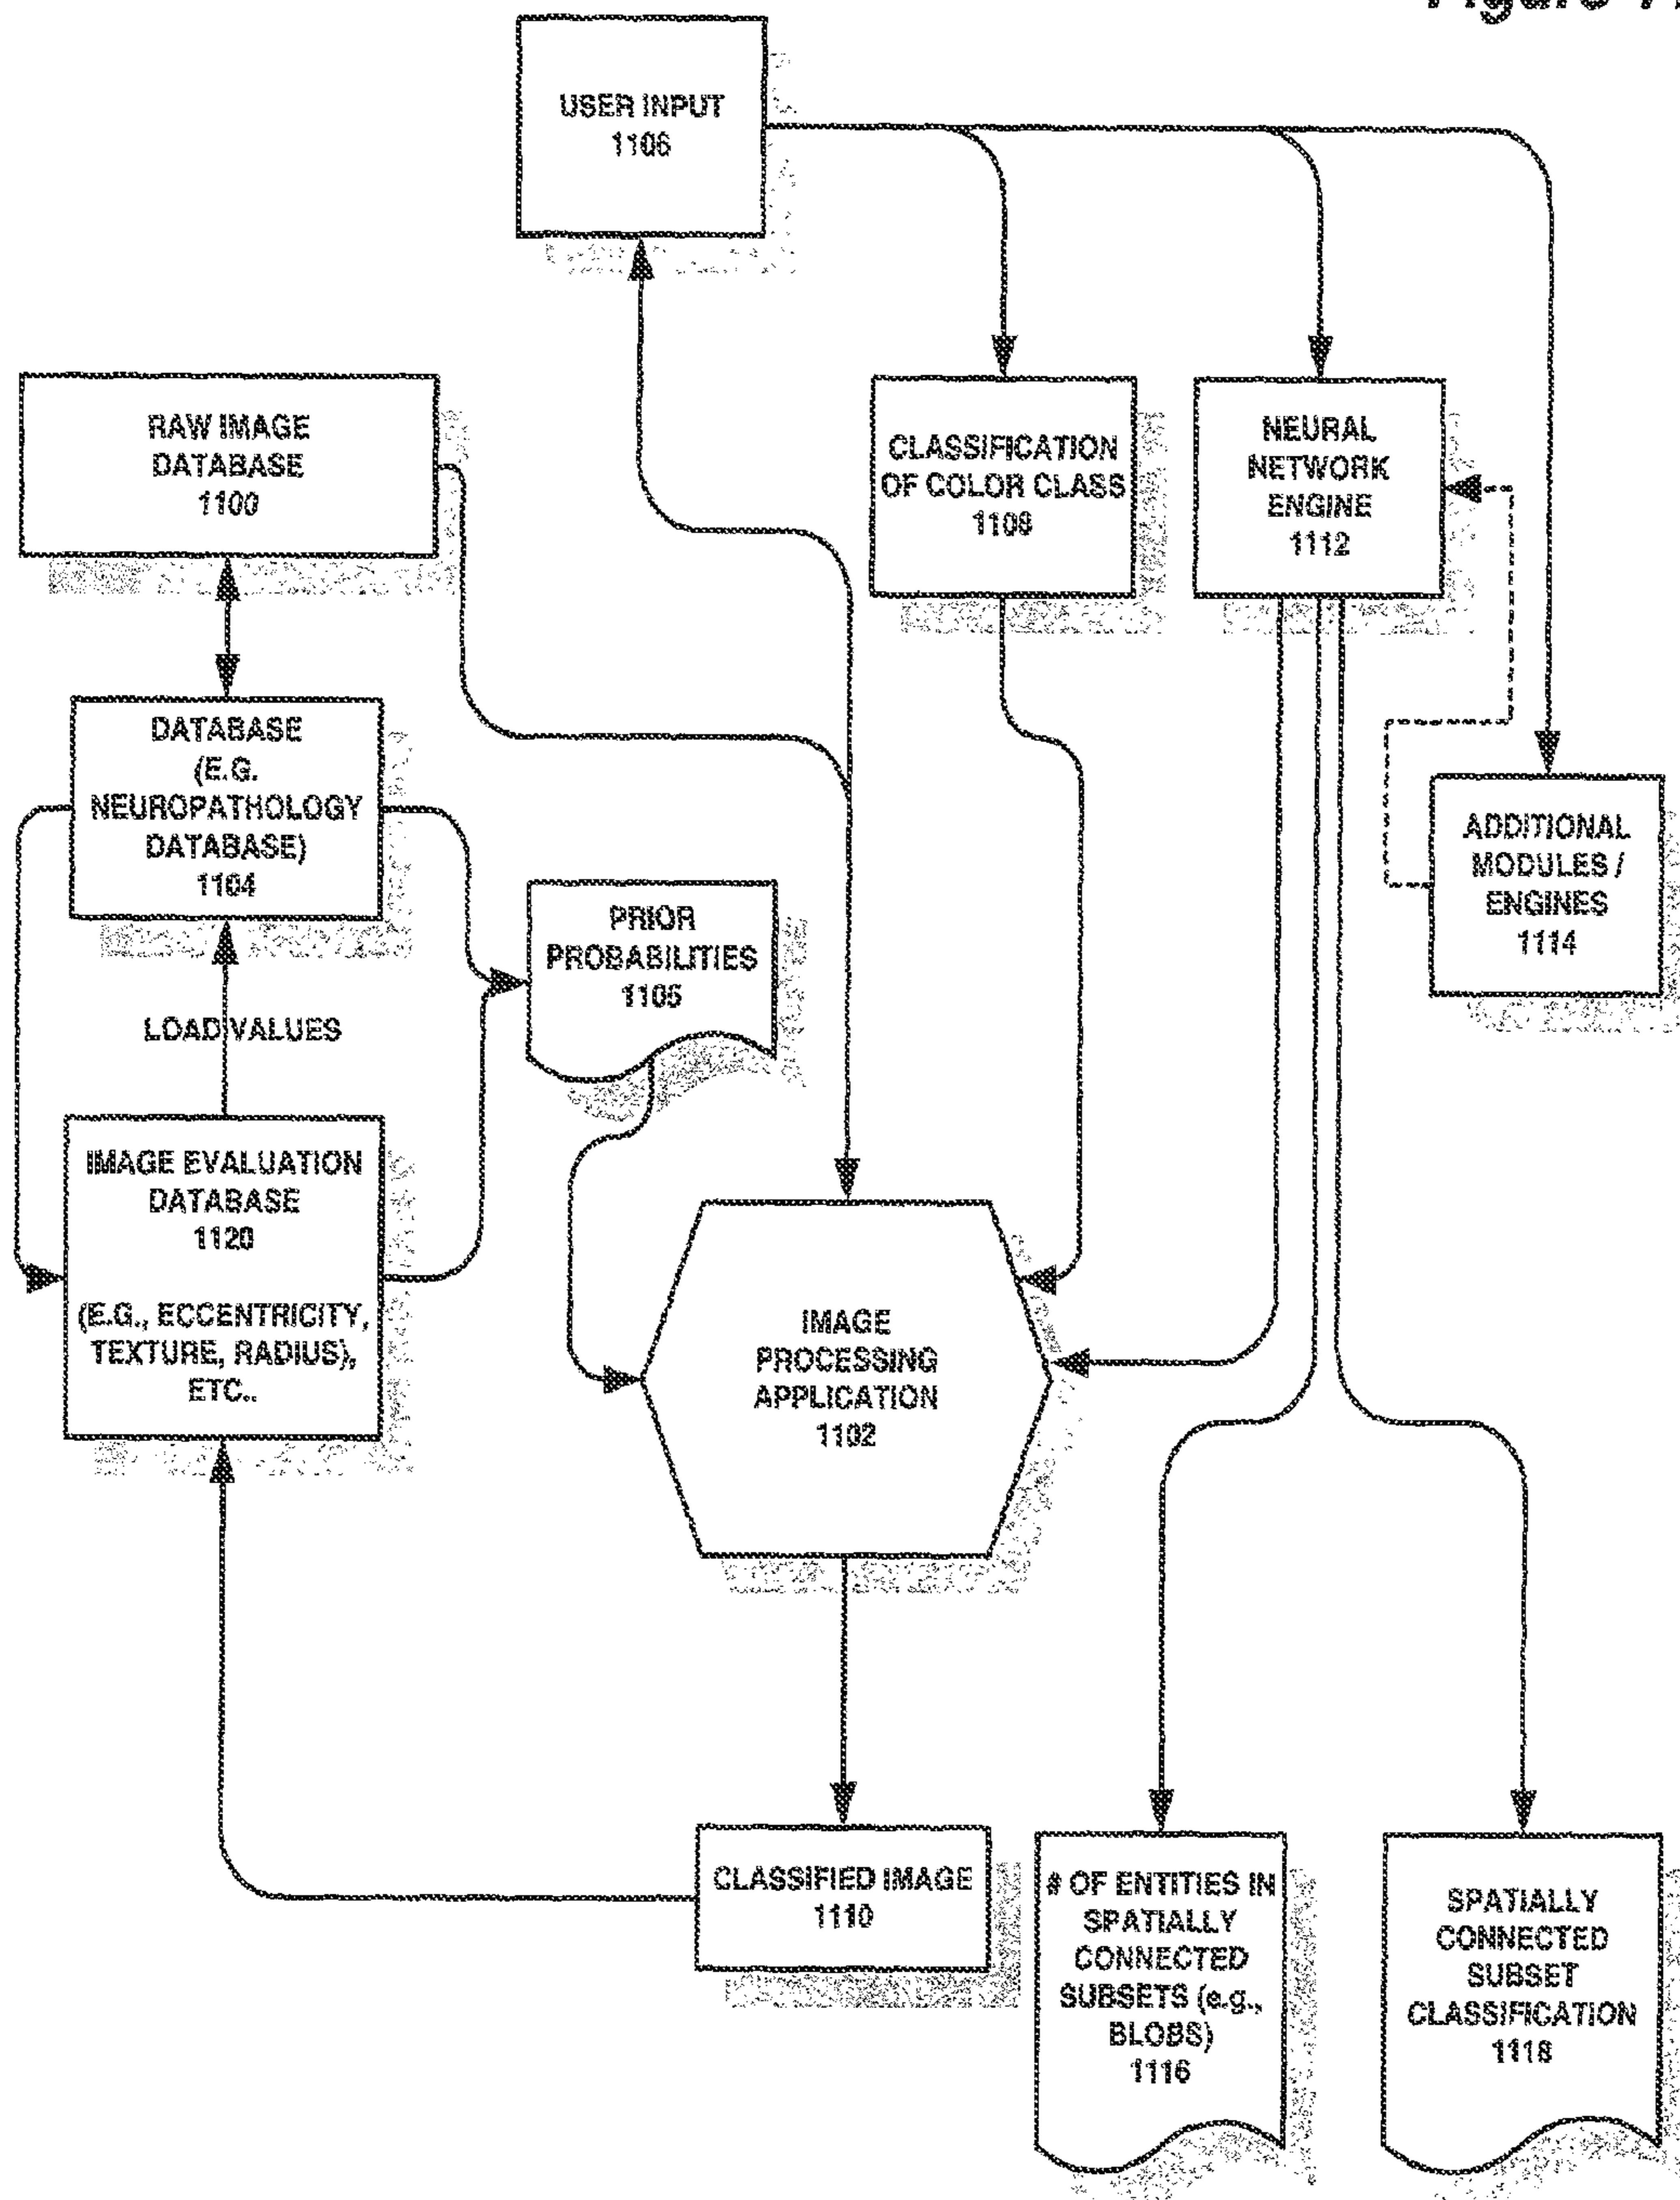 USER INPUT
1106
RAW IMAGE
DATABASE
1100
CLASSIFICATION
OF COLOR CLASS
1108
NEURAL
NETWORK
ENGINE
1112
DATABASE
(E.G.
NEUROPATHOLOGY
DATABASE)
1104
ADDITIONAL
MODULES /
ENGINES
1114
PRIOR
PROBABILITIES
1105
LOAD VALUES
IMAGE EVALUATION
DATABASE
1120
(E.G., ECCENTRICITY,
TEXTURE, RADIUS),
ETC..
IMAGE
PROCESSING
APPLICATION
1102
CLASSIFIED IMAGE
1110
# OF ENTITIES IN
SPATIALLY
CONNECTED
SUBSETS (e.g.,
BLOBS)
1116
SPATIALLY
CONNECTED
SUBSET
CLASSIFICATION
1118